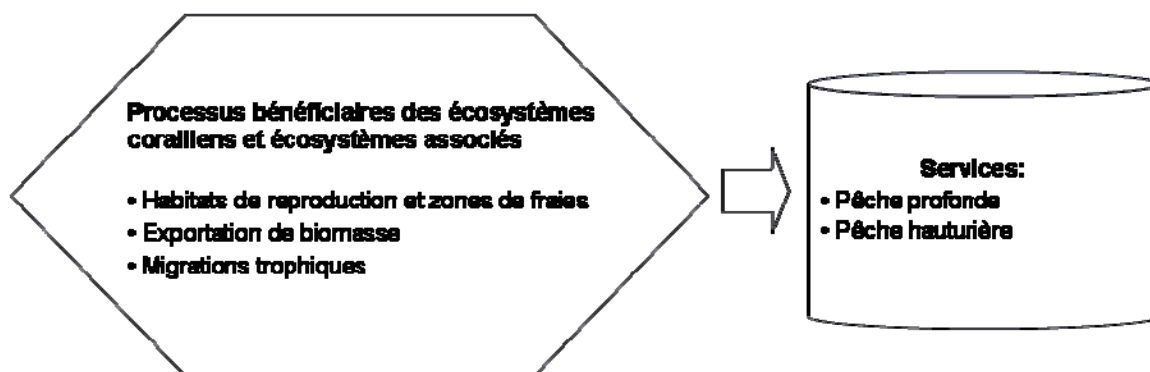 Processus bénéficiaires des écosystèmes
coralliens et écosystèmes associés
• Habitats de reproduction et zones de fraies
• Exportation de biomasse
• Migrations trophiques
Services:
• Pêche profonde
• Pêche hauturière